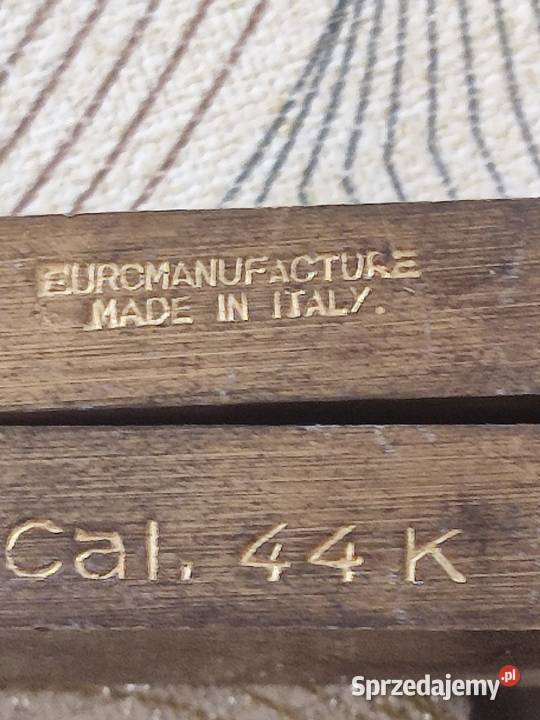 EUROMANUFACTURE
MADE IN ITALY.
Cal. 44 K
Sprzedajemy.pl